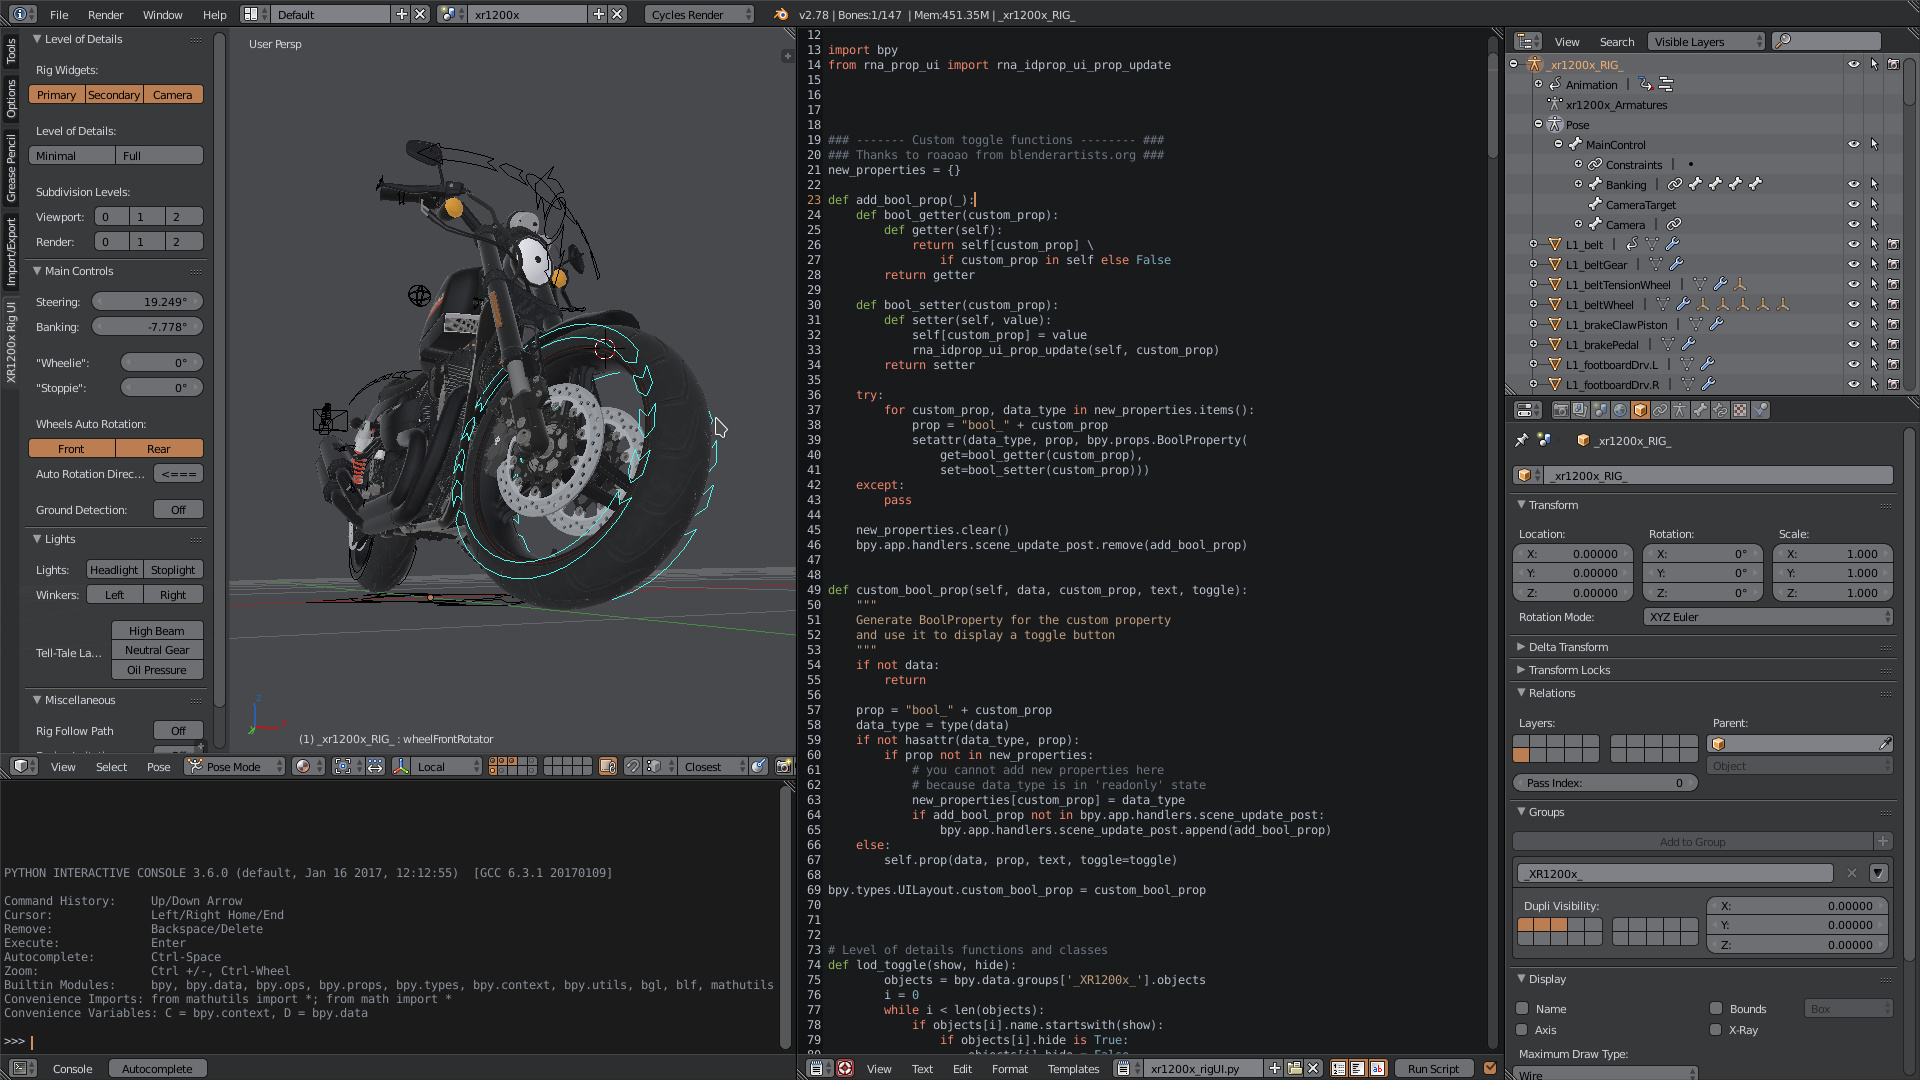 File Render Window Help Default xr1200x Cycles Render v2.78 | Bones:1/147 | Mem:451.35M | _xr1200x_RIG_
Tools
Options
Grease Pencil
Import/Export
XR1200x Rig UI
Level of Details
Rig Widgets:
Primary Secondary Camera
Level of Details:
Minimal Full
Subdivision Levels:
Viewport: 0 1 2
Render: 0 1 2
Main Controls
Steering: 19.249°
Banking: -7.778°
"Wheelie": 0°
"Stoppie": 0°
Wheels Auto Rotation:
Front Rear
Auto Rotation Direc... <===
Ground Detection: Off
Lights
Lights: Headlight Stoplight
Winkers: Left Right
High Beam
Tell-Tale La... Neutral Gear
Oil Pressure
Miscellaneous
Rig Follow Path Off
User Persp
(1) _xr1200x_RIG_ : wheelFrontRotator
View Select Pose Pose Mode Local Closest
PYTHON INTERACTIVE CONSOLE 3.6.0 (default, Jan 16 2017, 12:12:55) [GCC 6.3.1 20170109]
Command History: Up/Down Arrow
Cursor: Left/Right Home/End
Remove: Backspace/Delete
Execute: Enter
Autocomplete: Ctrl-Space
Zoom: Ctrl +/-, Ctrl-Wheel
Builtin Modules: bpy, bpy.data, bpy.ops, bpy.props, bpy.types, bpy.context, bpy.utils, bgl, blf, mathutils
Convenience Imports: from mathutils import *; from math import *
Convenience Variables: C = bpy.context, D = bpy.data
>>>
Console Autocomplete
12
13 import bpy
14 from rna_prop_ui import rna_idprop_ui_prop_update
15
16
17
18
19 ### ------- Custom toggle functions -------- ###
20 ### Thanks to roaoao from blenderartists.org ###
21 new_properties = {}
22
23 def add_bool_prop(_):
24 def bool_getter(custom_prop):
25 def getter(self):
26 return self[custom_prop] \
27 if custom_prop in self else False
28 return getter
29
30 def bool_setter(custom_prop):
31 def setter(self, value):
32 self[custom_prop] = value
33 rna_idprop_ui_prop_update(self, custom_prop)
34 return setter
35
36 try:
37 for custom_prop, data_type in new_properties.items():
38 prop = "bool_" + custom_prop
39 setattr(data_type, prop, bpy.props.BoolProperty(
40 get=bool_getter(custom_prop),
41 set=bool_setter(custom_prop)))
42 except:
43 pass
44
45 new_properties.clear()
46 bpy.app.handlers.scene_update_post.remove(add_bool_prop)
47
48
49 def custom_bool_prop(self, data, custom_prop, text, toggle):
50 """
51 Generate BoolProperty for the custom property
52 and use it to display a toggle button
53 """
54 if not data:
55 return
56
57 prop = "bool_" + custom_prop
58 data_type = type(data)
59 if not hasattr(data_type, prop):
60 if prop not in new_properties:
61 # you cannot add new properties here
62 # because data_type is in 'readonly' state
63 new_properties[custom_prop] = data_type
64 if add_bool_prop not in bpy.app.handlers.scene_update_post:
65 bpy.app.handlers.scene_update_post.append(add_bool_prop)
66 else:
67 self.prop(data, prop, text, toggle=toggle)
68
69 bpy.types.UILayout.custom_bool_prop = custom_bool_prop
70
71
72
73 # Level of details functions and classes
74 def lod_toggle(show, hide):
75 objects = bpy.data.groups['_XR1200x_'].objects
76 i = 0
77 while i < len(objects):
78 if objects[i].name.startswith(show):
79 if objects[i].hide is True:
80 objects[i].hide = False
View Text Edit Format Templates xr1200x_rigUI.py Run Script
View Search Visible Layers
_xr1200x_RIG_
Animation
xr1200x_Armatures
Pose
MainControl
Constraints
Banking
CameraTarget
Camera
L1_belt
L1_beltGear
L1_beltTensionWheel
L1_beltWheel
L1_brakeClawPiston
L1_brakePedal
L1_footboardDrv.L
L1_footboardDrv.R
_xr1200x_RIG_
_xr1200x_RIG_
Transform
Location: Rotation: Scale:
X: 0.00000 X: 0° X: 1.000
Y: 0.00000 Y: 0° Y: 1.000
Z: 0.00000 Z: 0° Z: 1.000
Rotation Mode: XYZ Euler
Delta Transform
Transform Locks
Relations
Layers: Parent:
Object
Pass Index: 0
Groups
Add to Group
_XR1200x_
Dupli Visibility: X: 0.00000
Y: 0.00000
Z: 0.00000
Display
Name Bounds Box
Axis X-Ray
Maximum Draw Type:
Wire